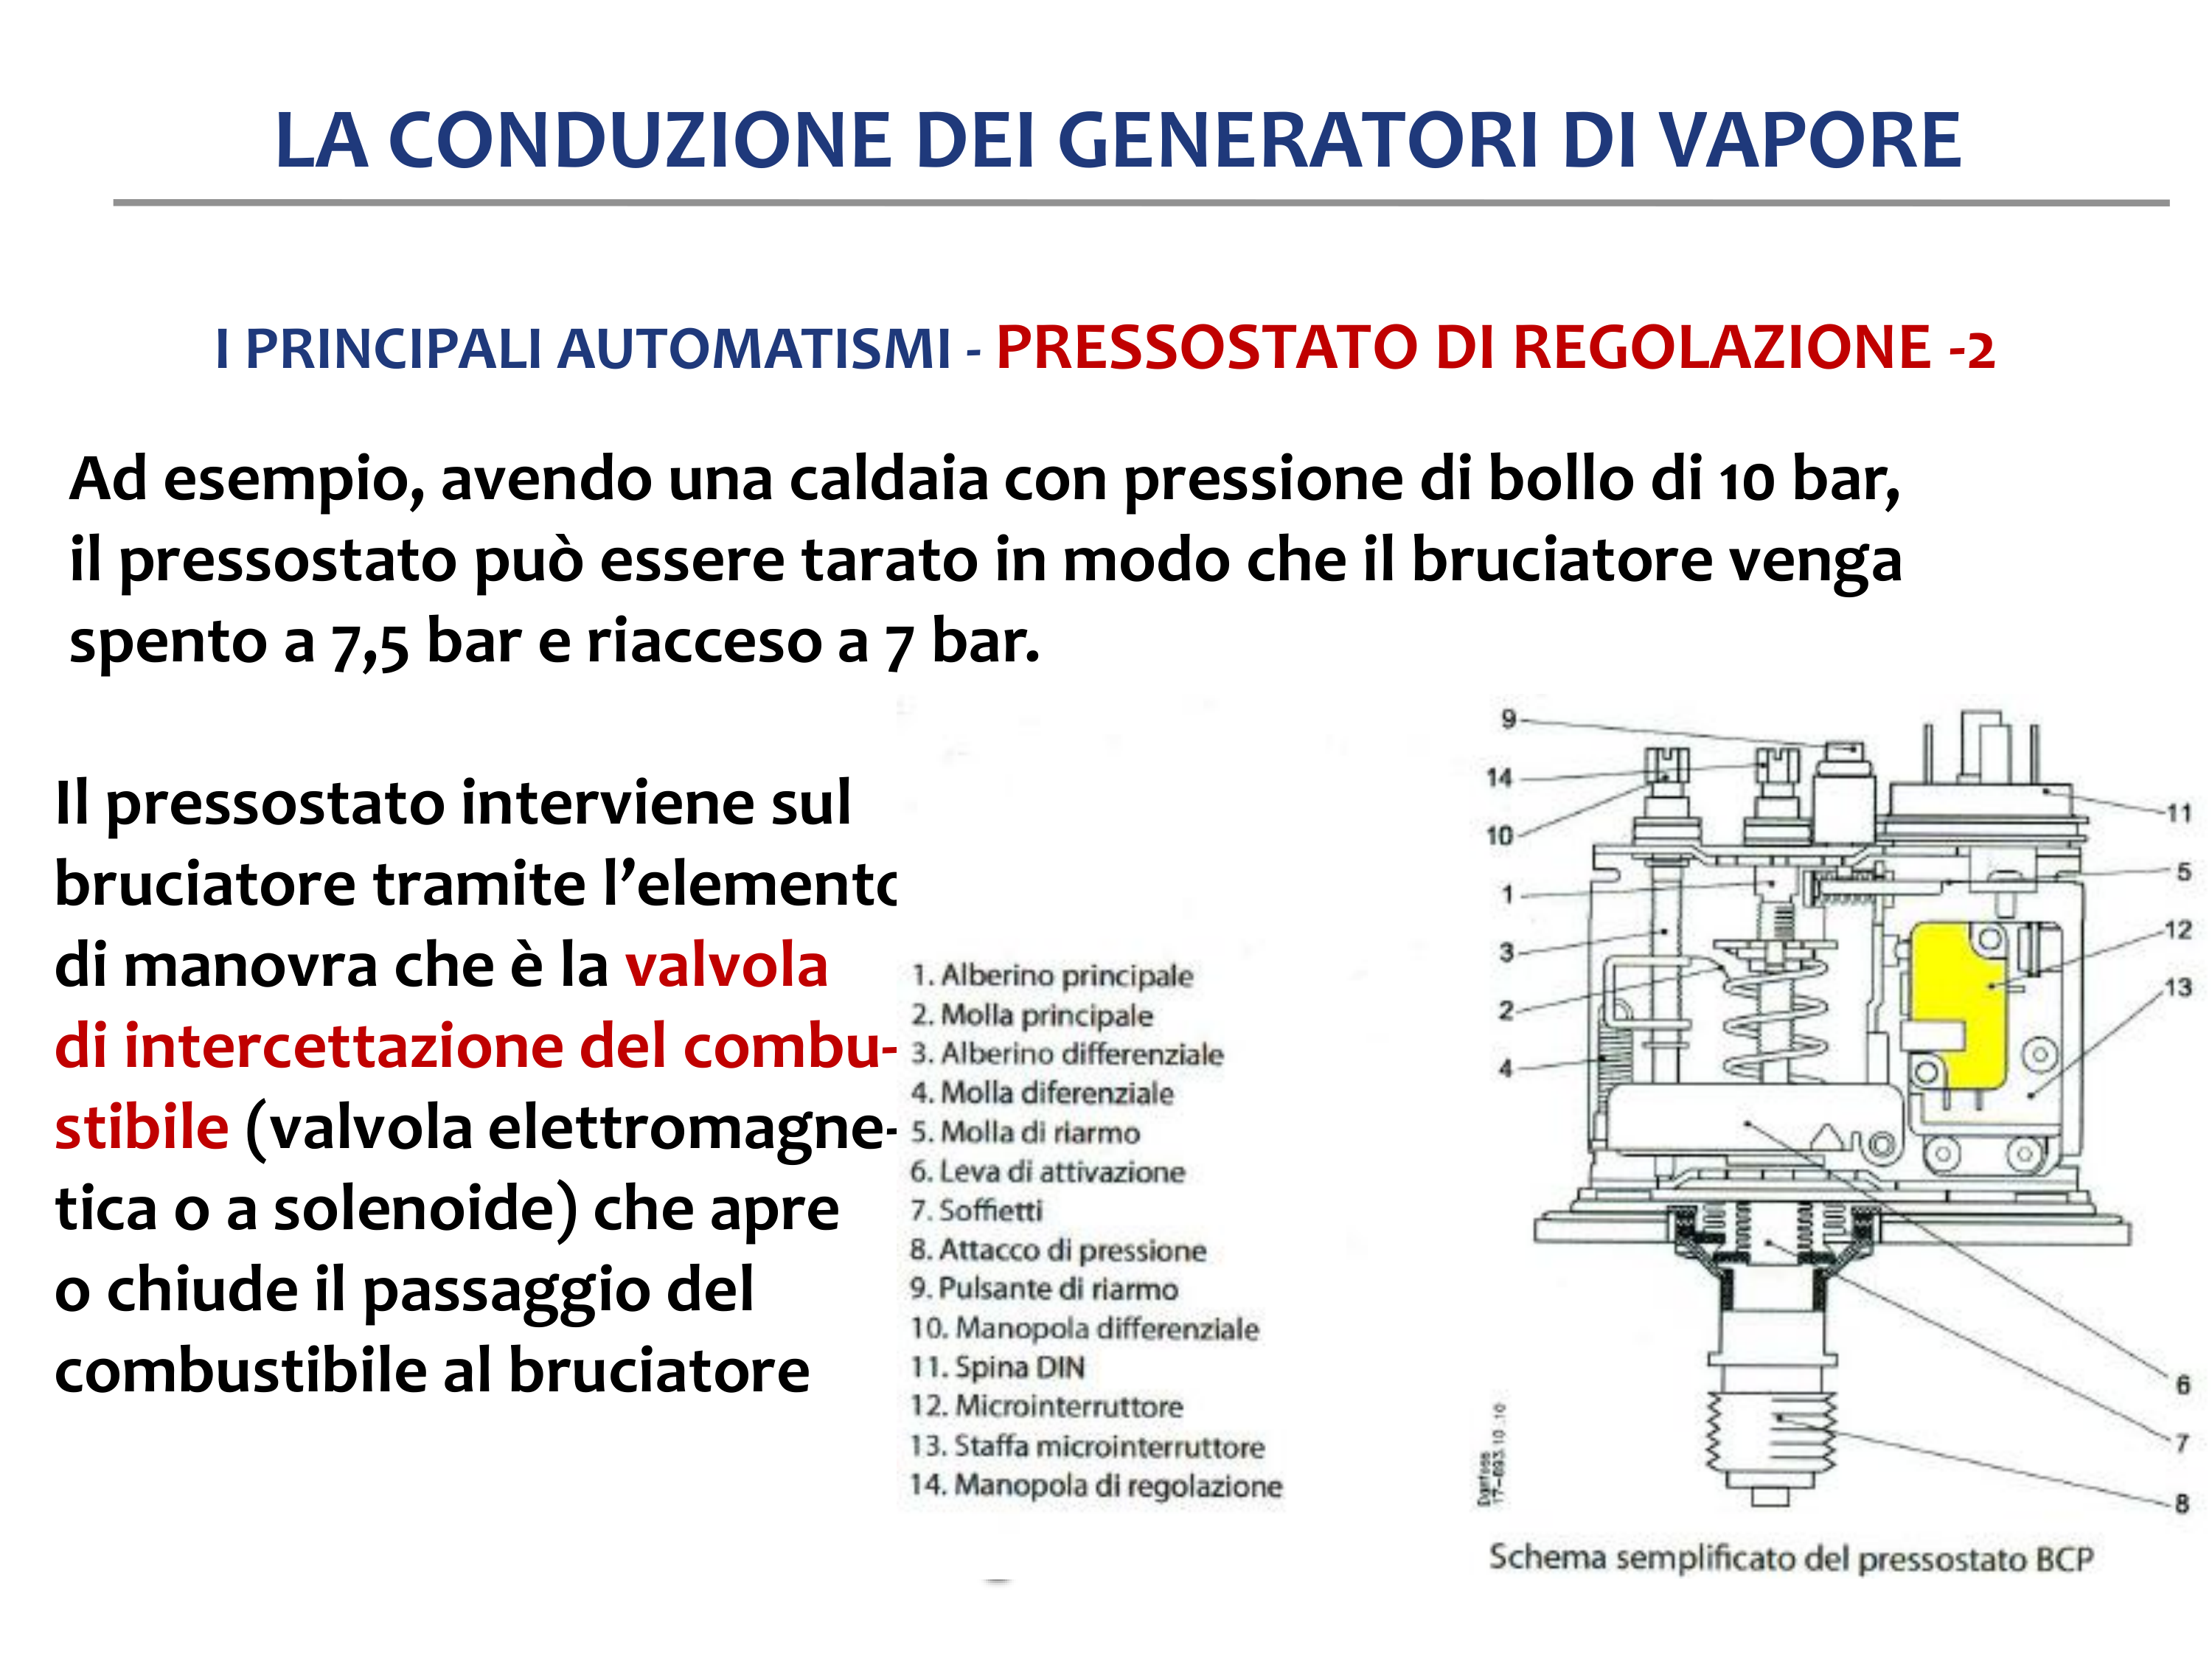 LA CONDUZIONE DEI GENERATORI DI VAPORE
I PRINCIPALI AUTOMATISMI - PRESSOSTATO DI REGOLAZIONE -2
Ad esempio, avendo una caldaia con pressione di bollo di 10 bar,
il pressostato può essere tarato in modo che il bruciatore venga
spento a 7,5 bar e riacceso a 7 bar.
Il pressostato interviene sul
bruciatore tramite l'elemento
di manovra che è la valvola
di intercettazione del combu-
stibile (valvola elettromagne-
tica o a solenoide) che apre
o chiude il passaggio del
combustibile al bruciatore
1. Alberino principale
2. Molla principale
3. Alberino differenziale
4. Molla diferenziale
5. Molla di riarmo
6. Leva di attivazione
7. Soffietti
8. Attacco di pressione
9. Pulsante di riarmo
10. Manopola differenziale
11. Spina DIN
12. Microinterruttore
13. Staffa microinterruttore
14. Manopola di regolazione
9
14
10
1
3
2
4
11
5
12
13
6
7
8
Danfoss
17-693.10.10
Schema semplificato del pressostato BCP